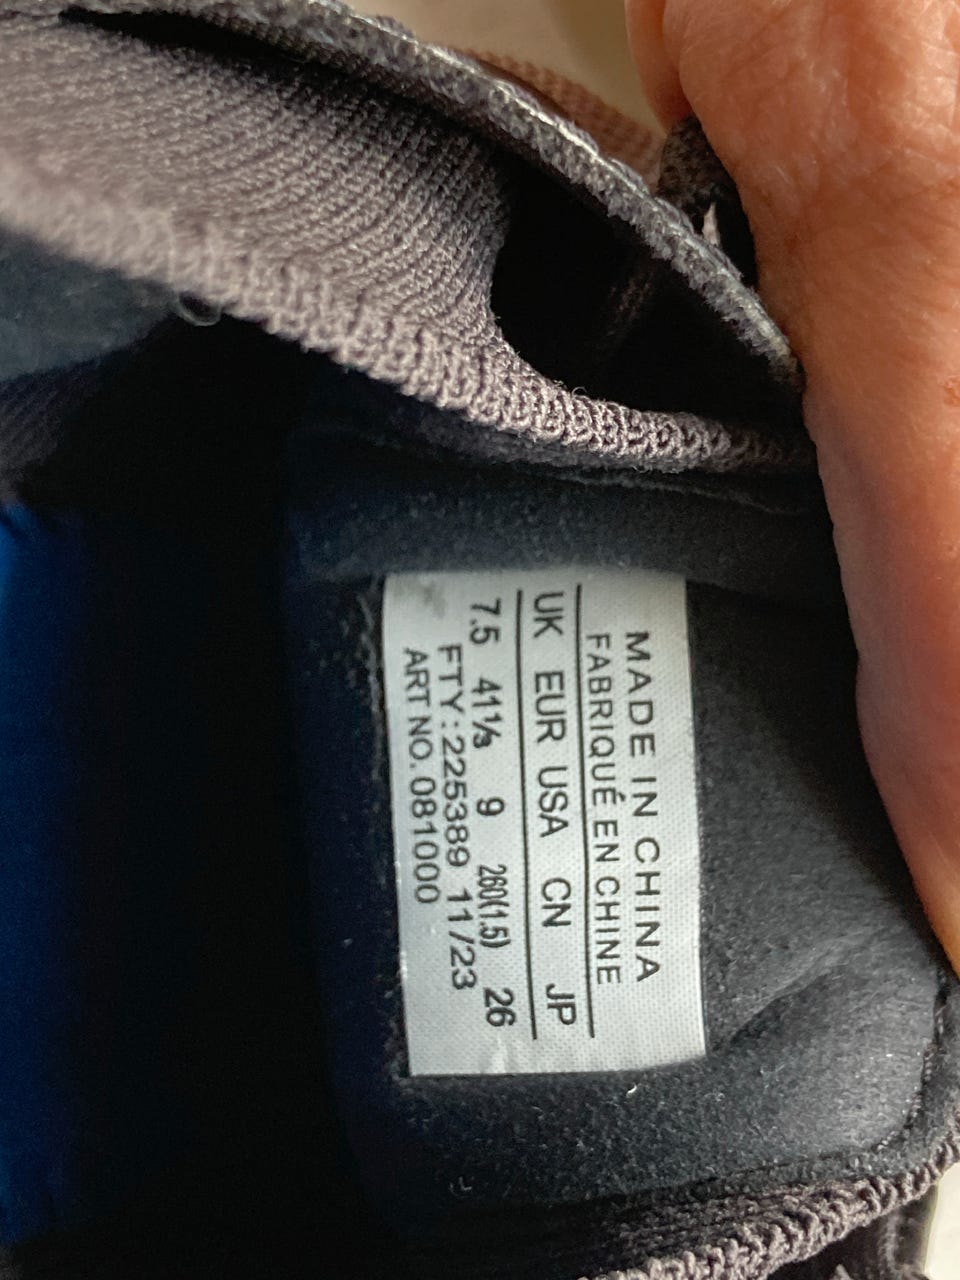 MADE IN CHINA
FABRIQUÉ EN CHINE
UK EUR USA CN JP
7.5 41⅓ 9 260(1.5) 26
FTY:225389 11/23
ART NO. 081000